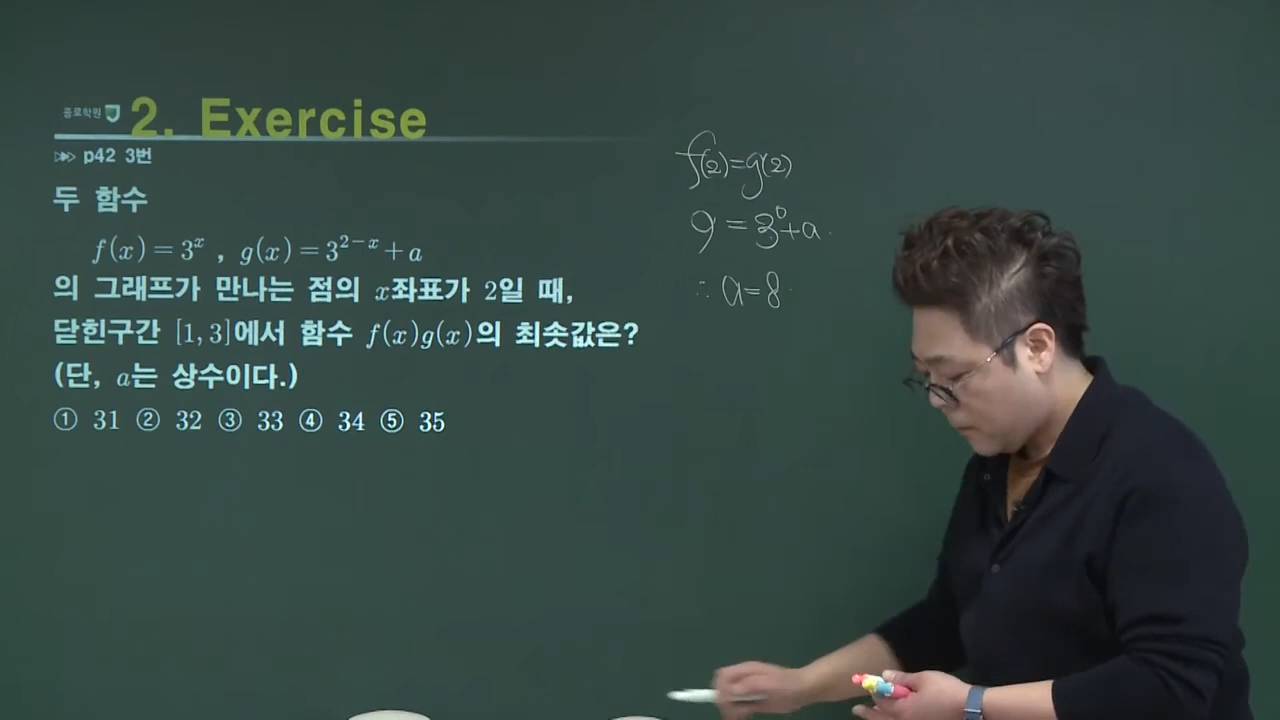 종로학원 2. Exercise
p42 3번
두 함수
f(x)=3^x , g(x)=3^{2-x}+a
의 그래프가 만나는 점의 x좌표가 2일 때,
닫힌구간 [1, 3]에서 함수 f(x)g(x)의 최솟값은?
(단, a는 상수이다.)
① 31 ② 32 ③ 33 ④ 34 ⑤ 35
f(2)=g(2)
9=3^0+a.
∴ a=8.